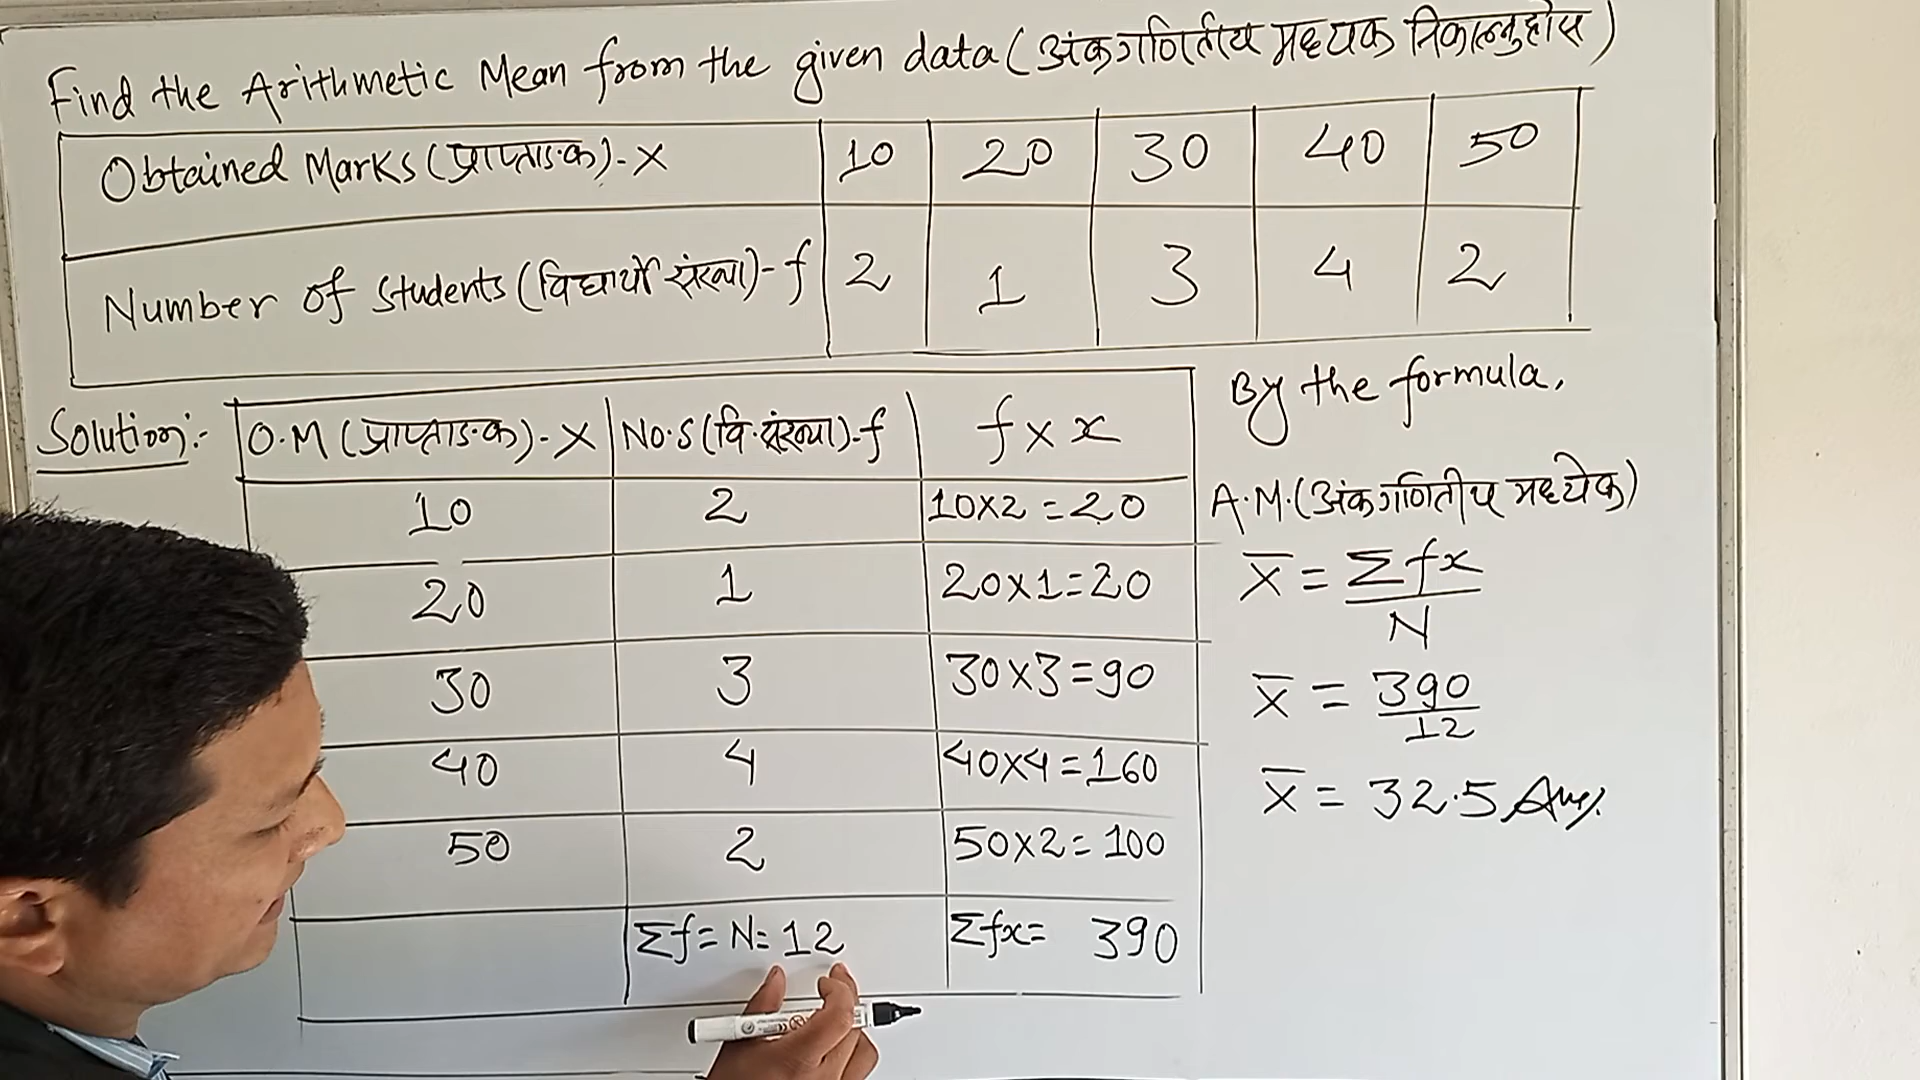 Find the Arithmetic Mean from the given data (अंकगणितीय मध्यक निकाल्नुहोस)
Obtained Marks (प्राप्ताङ्क) - X 10 20 30 40 50
Number of students (विद्यार्थी संख्या) - f 2 1 3 4 2
Solution:-
O.M (प्राप्ताङ्क) - X No.S (वि.संख्या)-f f × x
10 2 10×2 = 20
20 1 20×1=20
30 3 30×3=90
40 4 40×4=160
50 2 50×2=100
Σf = N= 12 Σfx= 390
By the formula,
A.M. (अंकगणितीय मध्यक)
X̄ = Σfx/N
X̄ = 390/12
X̄ = 32.5 Ans.